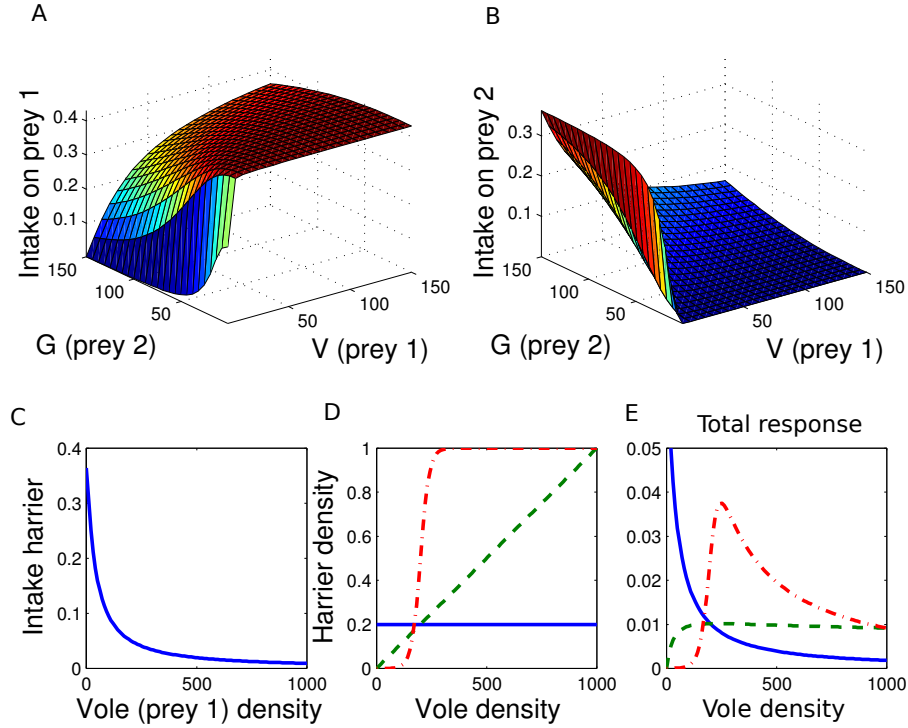 A
B
Intake on prey 1
0.4
0.3
0.2
0.1
150
100
50
G (prey 2)
50
100
150
V (prey 1)
Intake on prey 2
0.3
0.2
0.1
150
100
50
G (prey 2)
50
100
150
V (prey 1)
C
Intake harrier
0.4
0.3
0.2
0.1
0
0
500
1000
Vole (prey 1) density
D
Harrier density
1
0.8
0.6
0.4
0.2
0
0
500
1000
Vole density
E
Total response
0.05
0.04
0.03
0.02
0.01
0.00
0
500
1000
Vole density